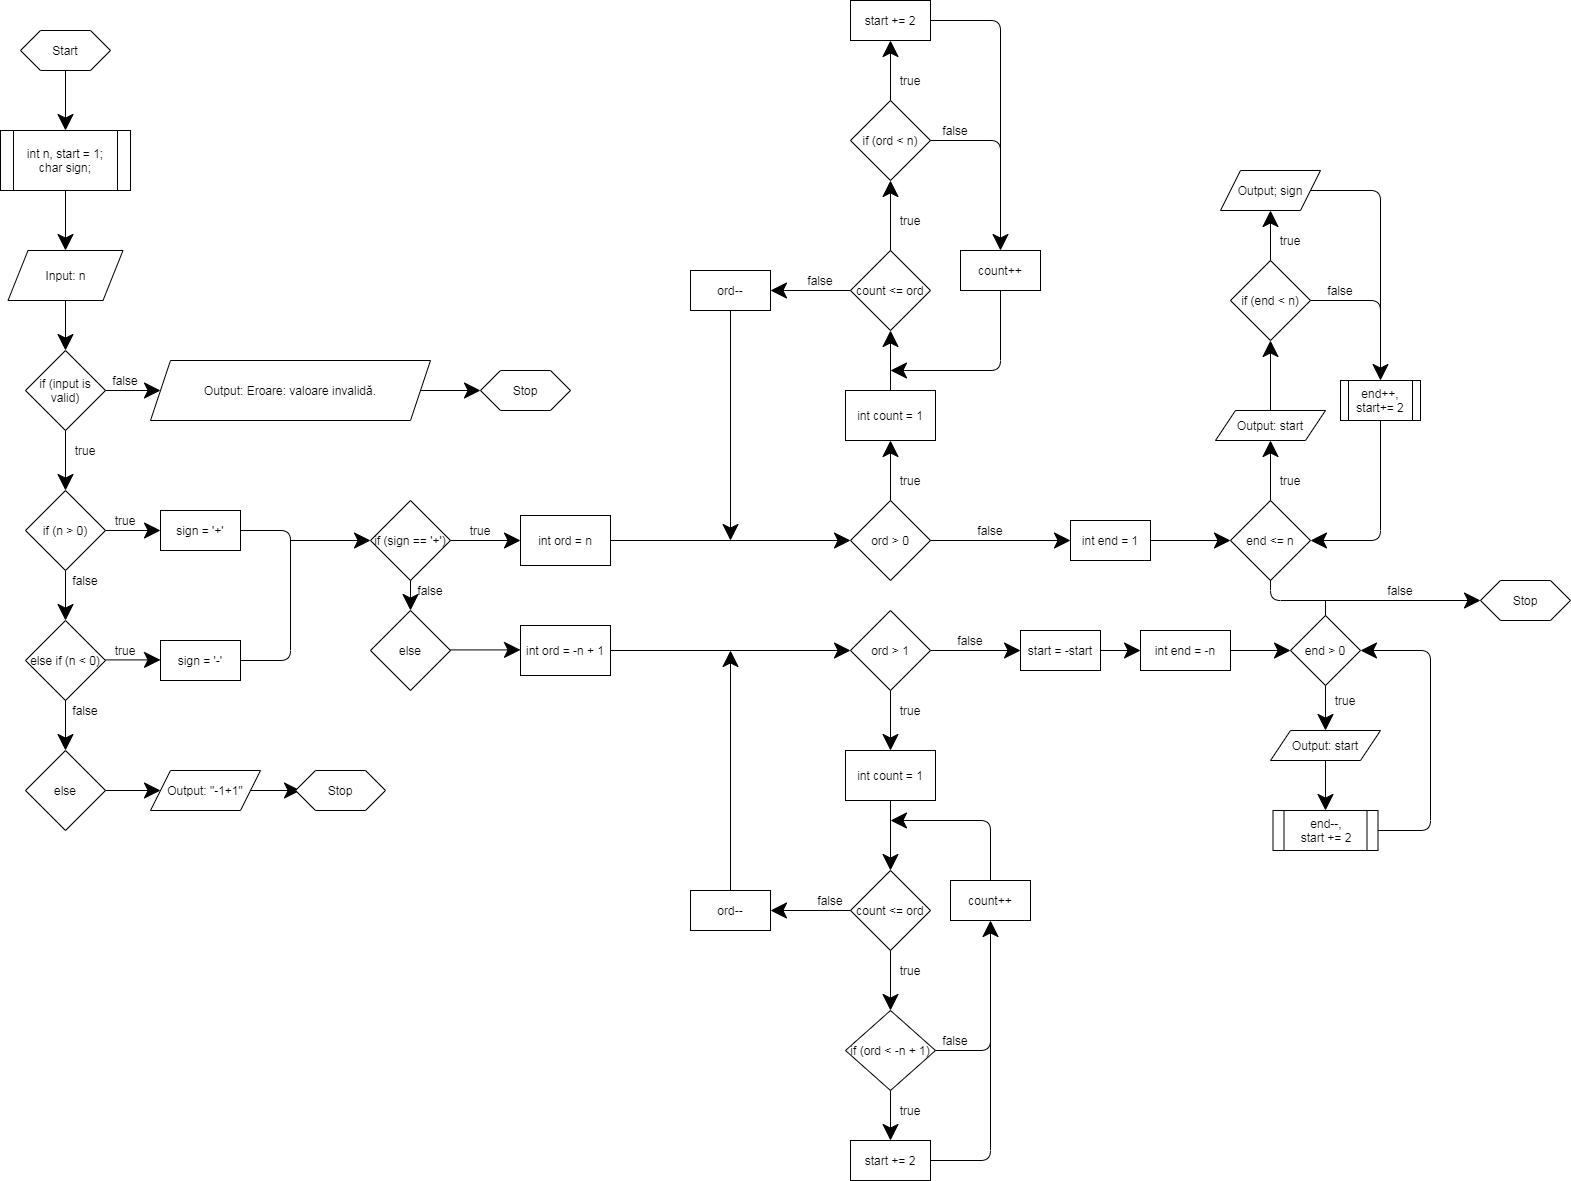 Start
int n, start = 1;
char sign;
Input: n
if (input is
valid)
false
Output: Eroare: valoare invalidă.
Stop
true
if (n > 0)
true
sign = '+'
false
else if (n < 0)
true
sign = '-'
false
else
Output: "-1+1"
Stop
if (sign == '+')
true
int ord = n
false
else
int ord = -n + 1
ord > 0
true
int count = 1
count <= ord
false
ord--
true
if (ord < n)
false
true
start += 2
count++
false
int end = 1
end <= n
true
Output: start
if (end < n)
false
true
Output; sign
end++,
start+= 2
false
Stop
ord > 1
false
start = -start
int end = -n
end > 0
true
Output: start
end--,
start += 2
true
int count = 1
count <= ord
false
ord--
count++
true
if (ord < -n + 1)
false
true
start += 2